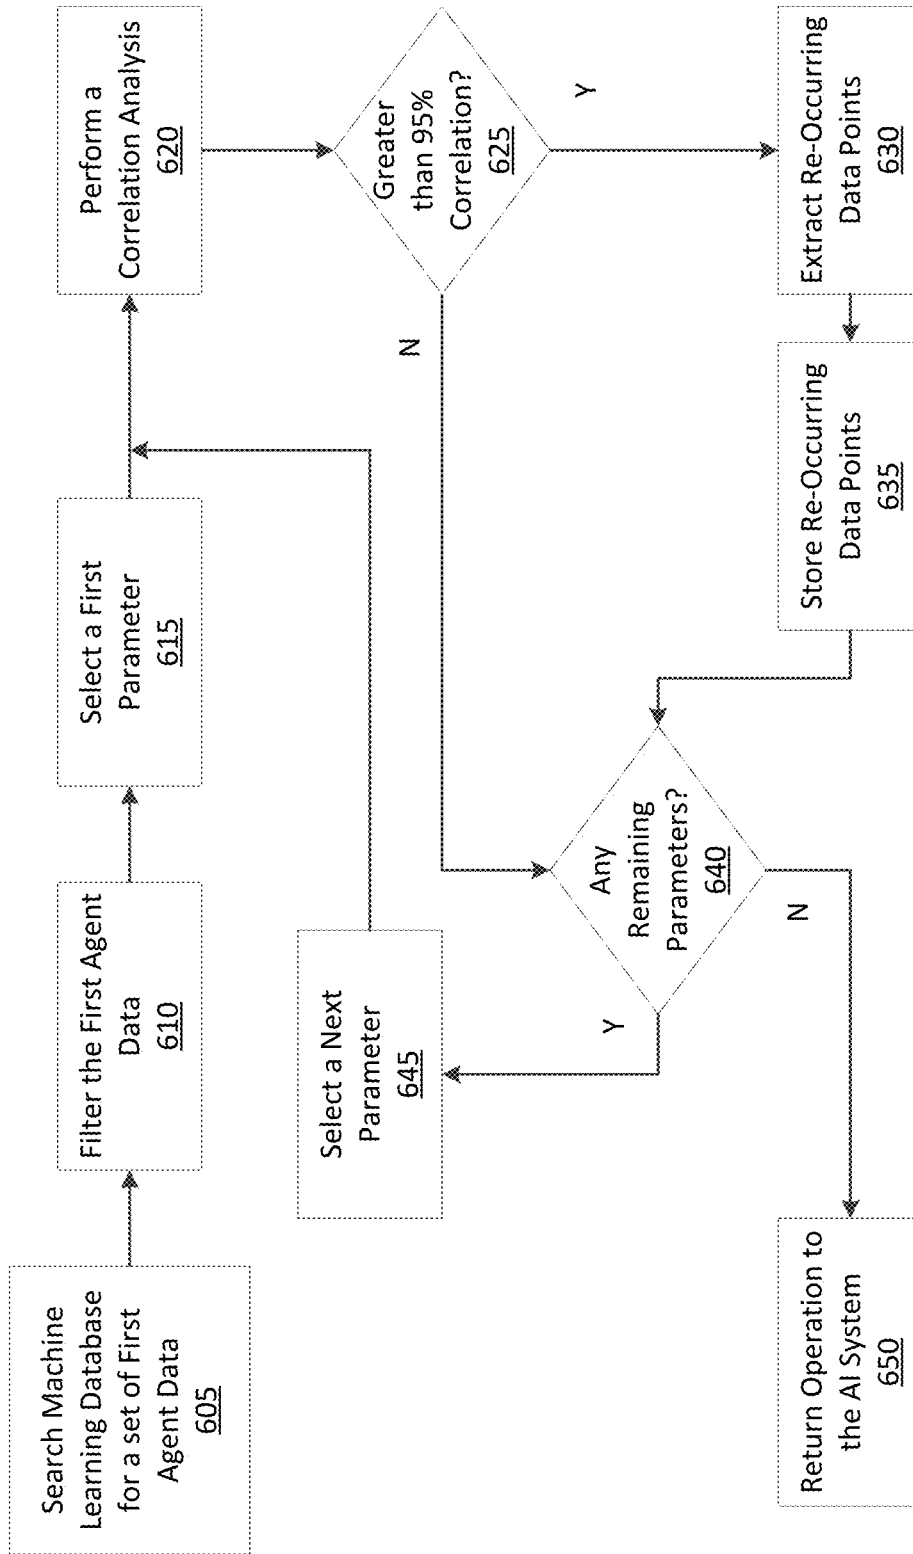 Search Machine
Learning Database
for a set of First
Agent Data
605
Filter the First Agent
Data
610
Select a First
Parameter
615
Perform a
Correlation Analysis
620
Greater
than 95%
Correlation?
625
Y
N
Extract Re-Occurring
Data Points
630
Store Re-Occurring
Data Points
635
Any
Remaining
Parameters?
640
Y
N
Select a Next
Parameter
645
Return Operation to
the AI System
650